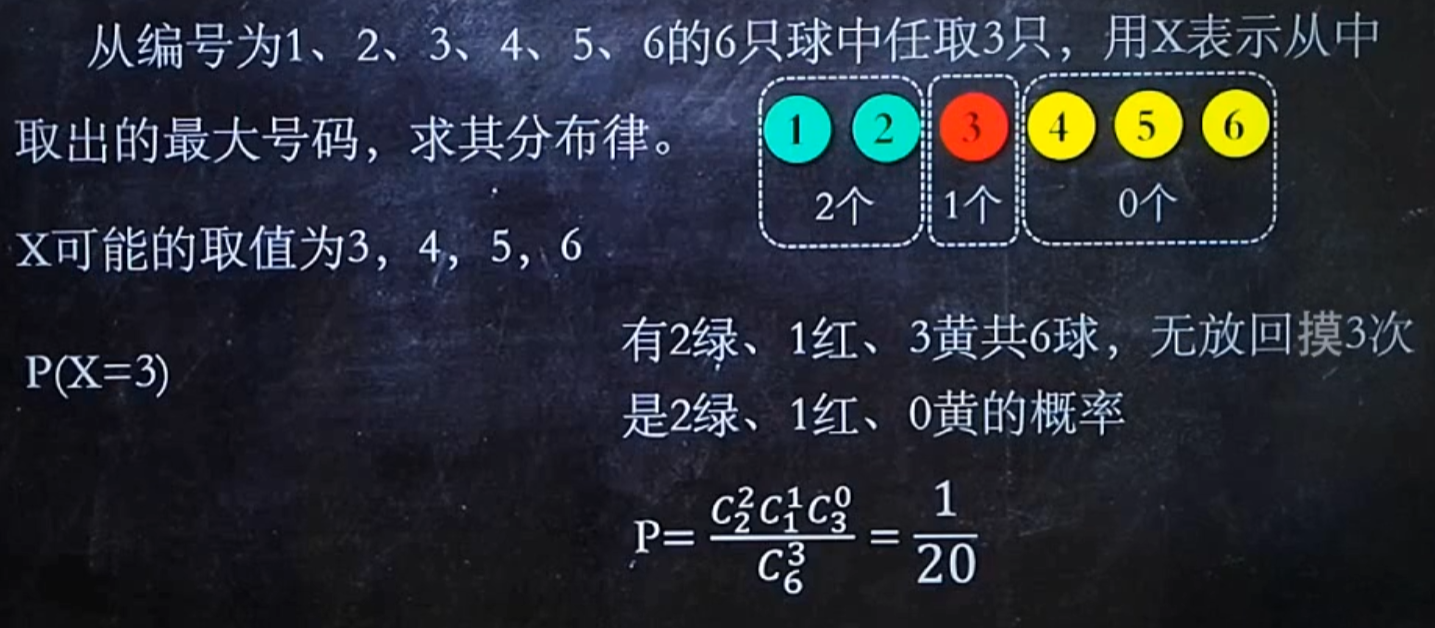 从编号为1、2、3、4、5、6的6只球中任取3只，用X表示从中
取出的最大号码，求其分布律。
1 2 3 4 5 6
2个 1个 0个
X可能的取值为3，4，5，6
有2绿、1红、3黄共6球，无放回摸3次
P(X=3)
是2绿、1红、0黄的概率
P= \frac{C_2^2 C_1^1 C_3^0}{C_6^3} = \frac{1}{20}